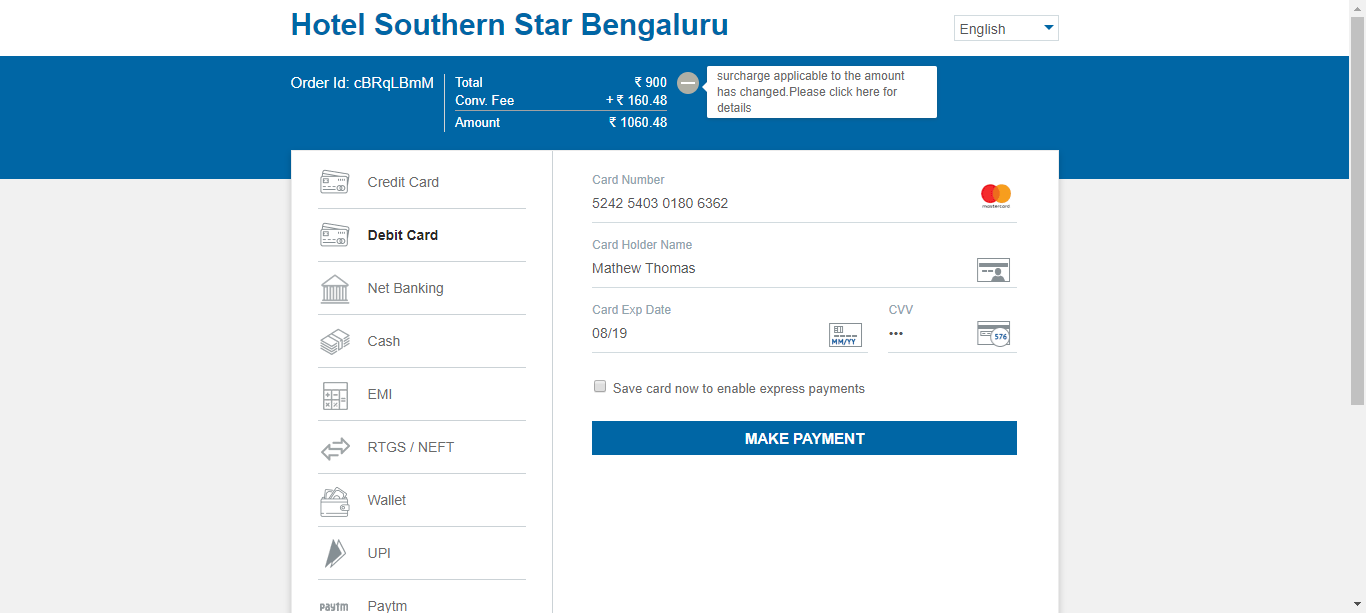 Hotel Southern Star Bengaluru
English
Order Id: cBRqLBmM
Total ₹ 900
Conv. Fee + ₹ 160.48
Amount ₹ 1060.48
surcharge applicable to the amount
has changed.Please click here for
details
Credit Card
Debit Card
Net Banking
Cash
EMI
RTGS / NEFT
Wallet
UPI
paytm Paytm
Card Number
5242 5403 0180 6362
mastercard
Card Holder Name
Mathew Thomas
Card Exp Date
08/19
MM/YY
CVV
•••
576
Save card now to enable express payments
MAKE PAYMENT